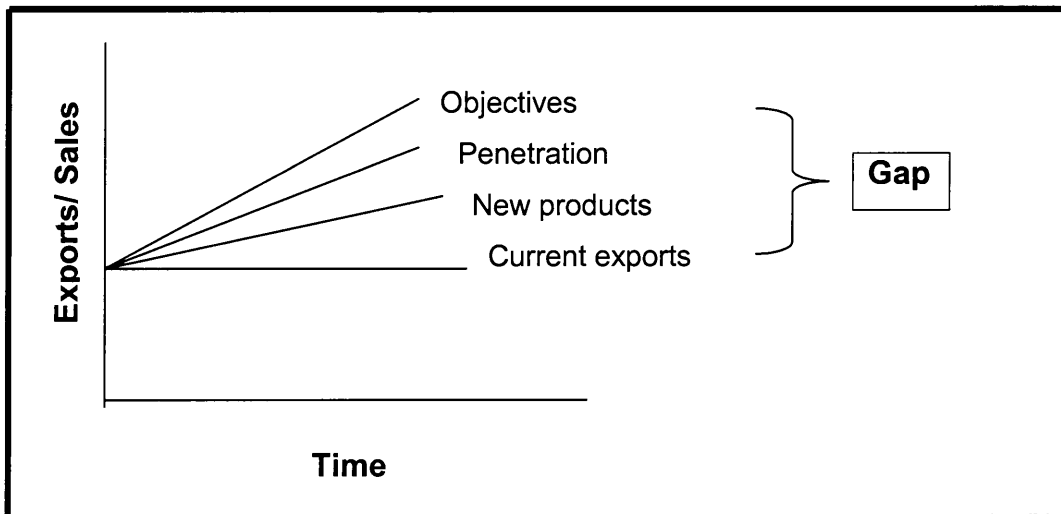 Objectives
Penetration
New products
Current exports
Gap
Exports/ Sales
Time